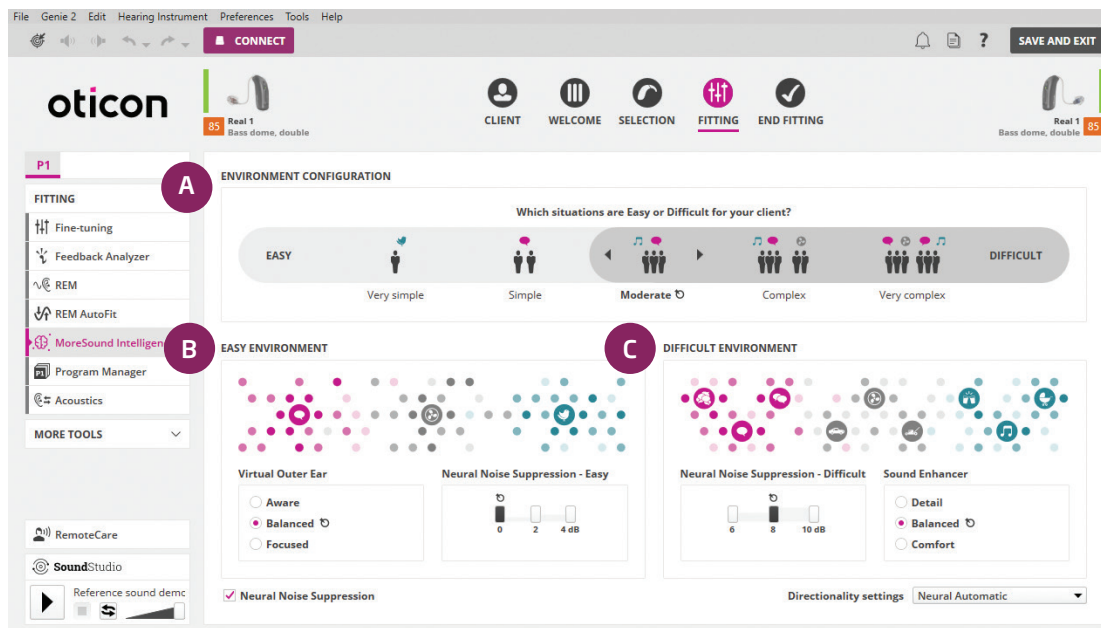 File Genie 2 Edit Hearing Instrument Preferences Tools Help
CONNECT
? SAVE AND EXIT
oticon
85 Real 1
Bass dome, double
CLIENT WELCOME SELECTION FITTING END FITTING
Real 1 85
Bass dome, double
P1
FITTING
Fine-tuning
Feedback Analyzer
REM
REM AutoFit
MoreSound Intelligen
P1 Program Manager
Acoustics
MORE TOOLS
RemoteCare
SoundStudio
Reference sound demo
A
ENVIRONMENT CONFIGURATION
Which situations are Easy or Difficult for your client?
EASY DIFFICULT
Very simple Simple Moderate Complex Very complex
B
EASY ENVIRONMENT
Virtual Outer Ear
Aware
Balanced
Focused
Neural Noise Suppression - Easy
0 2 4 dB
C
DIFFICULT ENVIRONMENT
Neural Noise Suppression - Difficult
6 8 10 dB
Sound Enhancer
Detail
Balanced
Comfort
Neural Noise Suppression
Directionality settings Neural Automatic